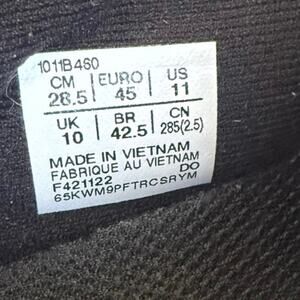 1011B460
CM EURO US
28.5 45 11
UK BR CN
10 42.5 285(2.5)
MADE IN VIETNAM
FABRIQUE AU VIETNAM
F421122 DO
65KWM9PFTRCSRYM